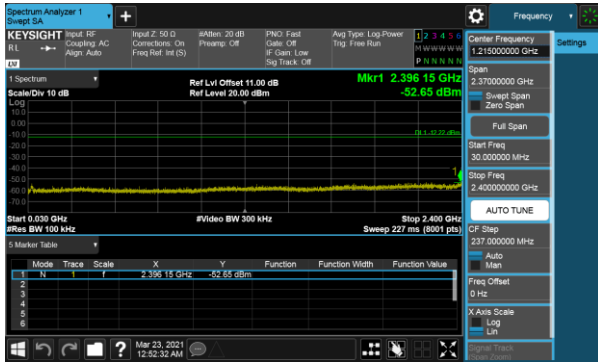 Spectrum Analyzer 1
Swept SA
Frequency
KEYSIGHT
RL
Input: RF
Coupling: AC
Align: Auto
Input Z: 50 Ω
Corrections: On
Freq Ref: Int (S)
#Atten: 20 dB
Preamp: Off
PNO: Fast
Gate: Off
IF Gain: Low
Sig Track: Off
Avg Type: Log-Power
Trig: Free Run
1 2 3 4 5 6
M W W W W W
P N N N N N
Center Frequency
1.215000000 GHz
Settings
Span
2.37000000 GHz
Swept Span
Zero Span
Full Span
Start Freq
30.000000 MHz
Stop Freq
2.400000000 GHz
AUTO TUNE
CF Step
237.000000 MHz
Auto
Man
Freq Offset
0 Hz
X Axis Scale
Log
Lin
Signal Track
(Span Zoom)
1 Spectrum
Scale/Div 10 dB
Log
Ref Lvl Offset 11.00 dB
Ref Level 20.00 dBm
Mkr1 2.396 15 GHz
-52.65 dBm
10.0
0.00
-10.0
-20.0
-30.0
-40.0
-50.0
-60.0
-70.0
DL1 -12.22 dBm
1
Start 0.030 GHz
#Res BW 100 kHz
#Video BW 300 kHz
Stop 2.400 GHz
Sweep 227 ms (8001 pts)
5 Marker Table
Mode Trace Scale X Y Function Function Width Function Value
1 N 1 f 2.396 15 GHz -52.65 dBm
2
3
4
5
6
Mar 23, 2021
12:52:32 AM